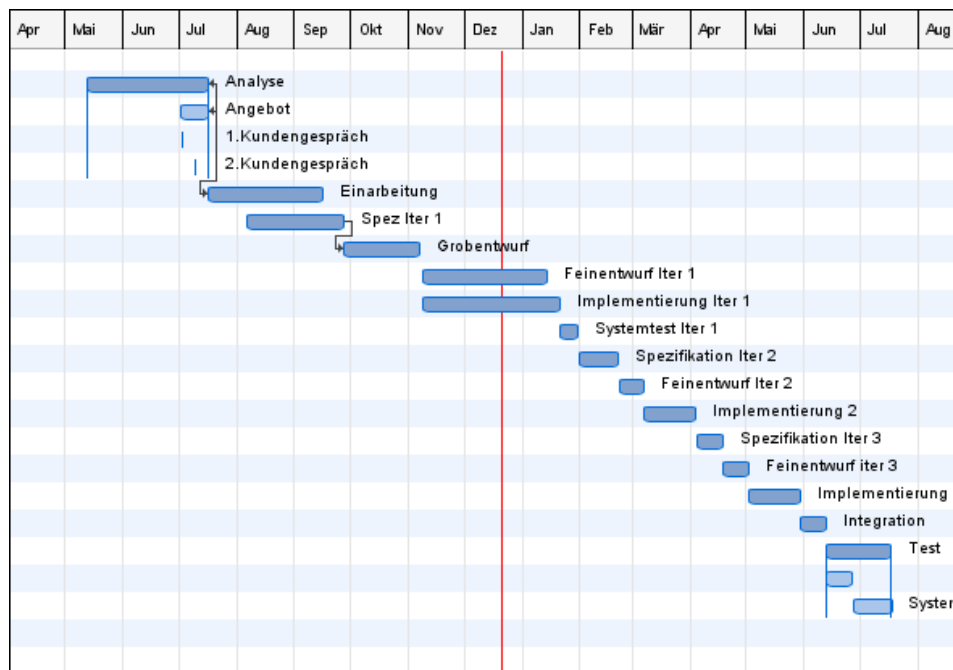 Apr Mai Jun Jul Aug Sep Okt Nov Dez Jan Feb Mär Apr Mai Jun Jul Aug
Analyse
Angebot
1.Kundengespräch
2.Kundengespräch
Einarbeitung
Spez Iter 1
Grobentwurf
Feinentwurf Iter 1
Implementierung Iter 1
Systemtest Iter 1
Spezifikation Iter 2
Feinentwurf Iter 2
Implementierung 2
Spezifikation Iter 3
Feinentwurf iter 3
Implementierung
Integration
Test
System